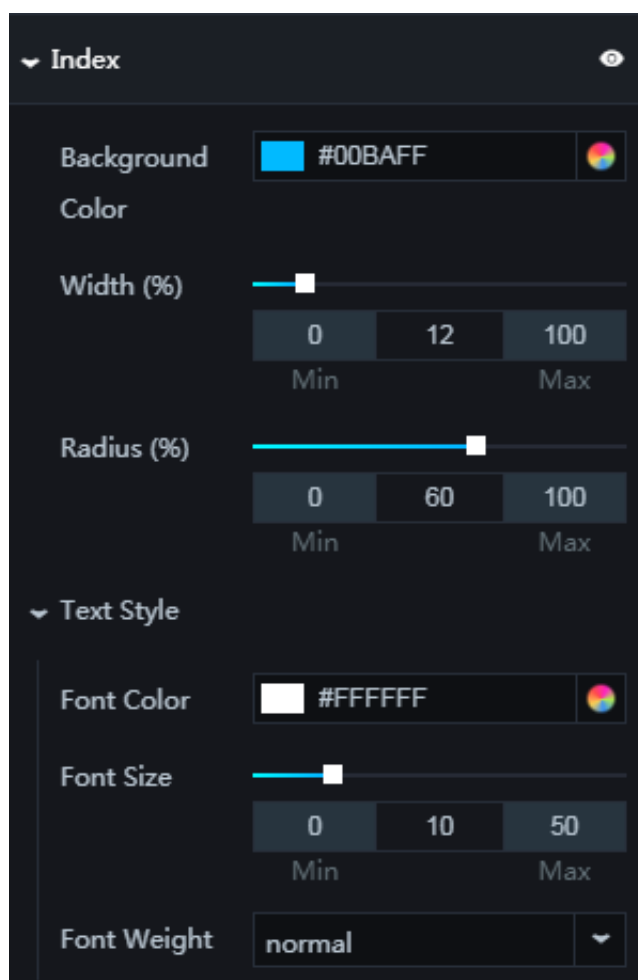 Index
Background
Color
#00BAFF
Width (%)
0 12 100
Min Max
Radius (%)
0 60 100
Min Max
Text Style
Font Color #FFFFFF
Font Size
0 10 50
Min Max
Font Weight normal